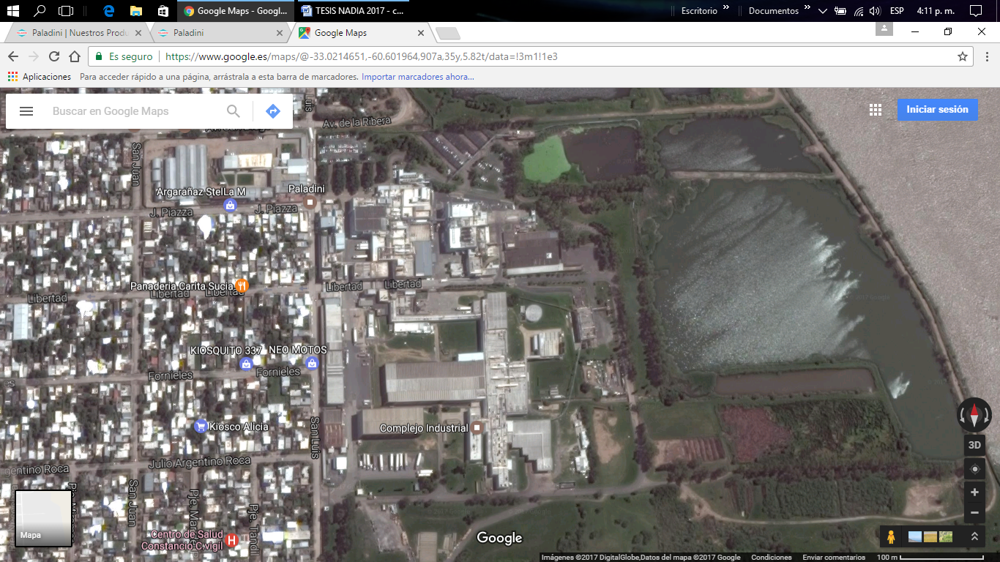 Google Maps - Googl...
TESIS NADIA 2017 - c...
Escritorio
Documentos
ESP
4:11 p. m.
Paladini | Nuestros Produ
Paladini
Google Maps
Es seguro
https://www.google.es/maps/@-33.0214651,-60.601964,907a,35y,5.82t/data=!3m1!1e3
Aplicaciones
Para acceder rápido a una página, arrástrala a esta barra de marcadores. Importar marcadores ahora...
Buscar en Google Maps
Iniciar sesión
Luis
Av. de la Ribera
San Juan
Argarañaz StelLa M
Paladini
J. Piazza
J. Piazza
Panaderia Carita Sucia
Libertad
Libertad
Libertad
Libertad
Libertad
KIOSQUITO 337
NEO MOTOS
Fornieles
Fornieles
Kiosco Alicia
San Luis
Complejo Industrial
gentino Roca
Julio Argentino Roca
San Juan
Pje. Tiandil
Mapa
Centro de Salud
Constancio C.vigil
H
3D
Google
Imágenes ©2017 DigitalGlobe,Datos del mapa ©2017 Google
Condiciones
Enviar comentarios
100 m